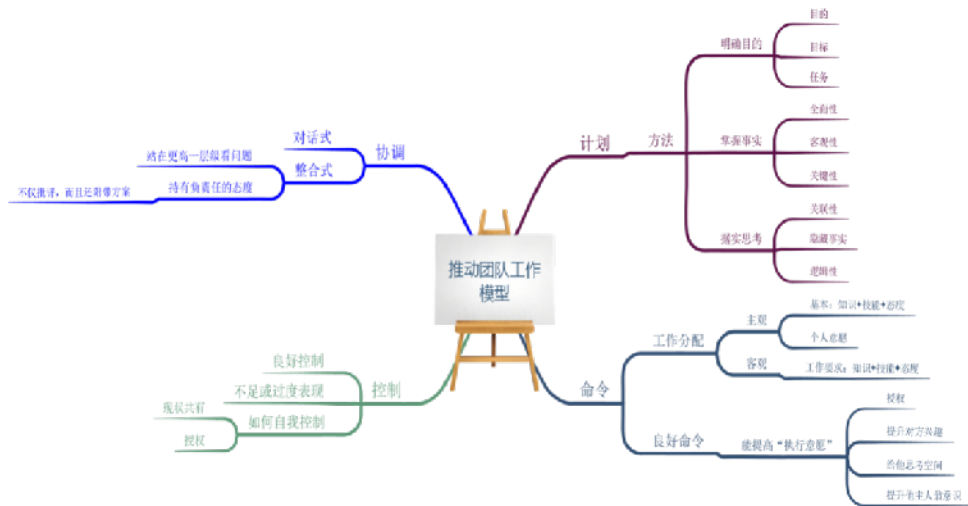 推动团队工作
模型
计划
方法
明确目的
目的
目标
任务
掌握事实
全面性
客观性
关键性
据实思考
关联性
隐藏事实
逻辑性
命令
工作分配
主观
基本：知识+技能+态度
个人意愿
客观
工作要求：知识+技能+态度
良好命令
能提高“执行意愿”
授权
提升对方兴趣
给他思考空间
提升他主人翁意识
协调
对话式
整合式
站在更高一层级看问题
持有负责任的态度
不仅批评，而且还附带方案
控制
良好控制
不足或过度表现
如何自我控制
授权